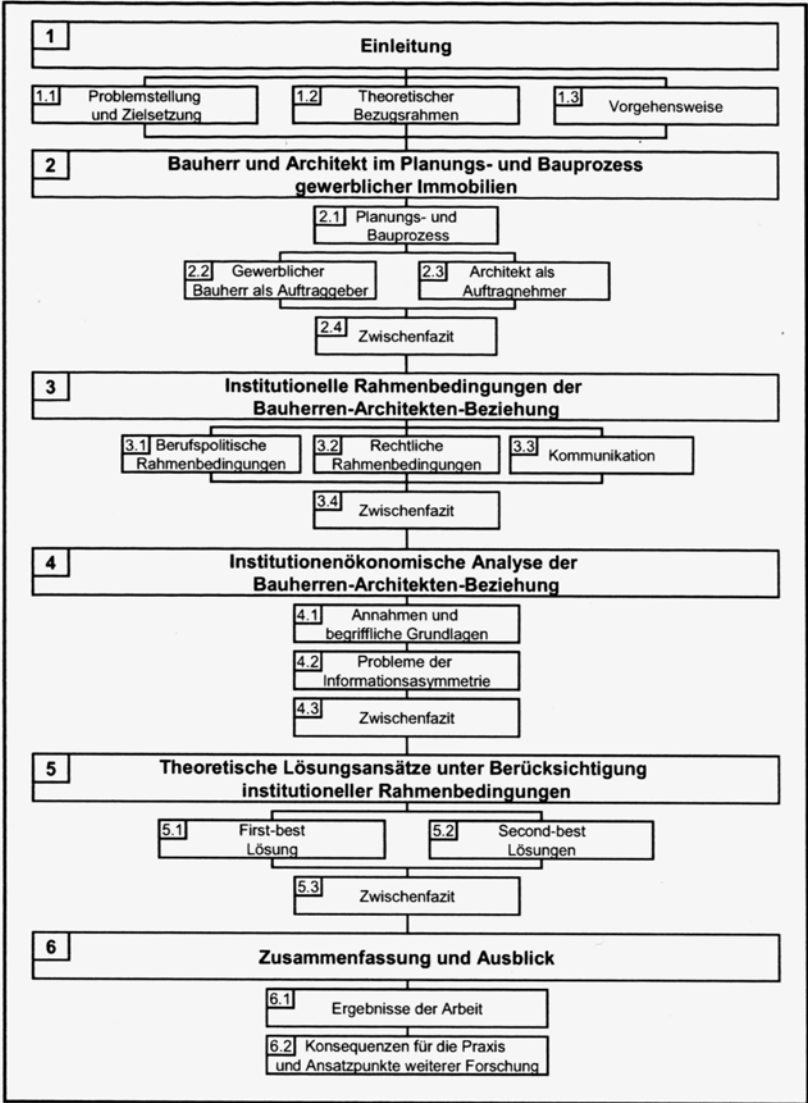 1
Einleitung
1.1 Problemstellung
und Zielsetzung
1.2 Theoretischer
Bezugsrahmen
1.3 Vorgehensweise
2 Bauherr und Architekt im Planungs- und Bauprozess
gewerblicher Immobilien
2.1 Planungs- und
Bauprozess
2.2 Gewerblicher
Bauherr als Auftraggeber
2.3 Architekt als
Auftragnehmer
2.4 Zwischenfazit
3 Institutionelle Rahmenbedingungen der
Bauherren-Architekten-Beziehung
3.1 Berufspolitische
Rahmenbedingungen
3.2 Rechtliche
Rahmenbedingungen
3.3 Kommunikation
3.4 Zwischenfazit
4 Institutionenökonomische Analyse der
Bauherren-Architekten-Beziehung
4.1 Annahmen und
begriffliche Grundlagen
4.2 Probleme der
Informationsasymmetrie
4.3 Zwischenfazit
5 Theoretische Lösungsansätze unter Berücksichtigung
institutioneller Rahmenbedingungen
5.1 First-best
Lösung
5.2 Second-best
Lösungen
5.3 Zwischenfazit
6
Zusammenfassung und Ausblick
6.1 Ergebnisse der Arbeit
6.2 Konsequenzen für die Praxis
und Ansatzpunkte weiterer Forschung